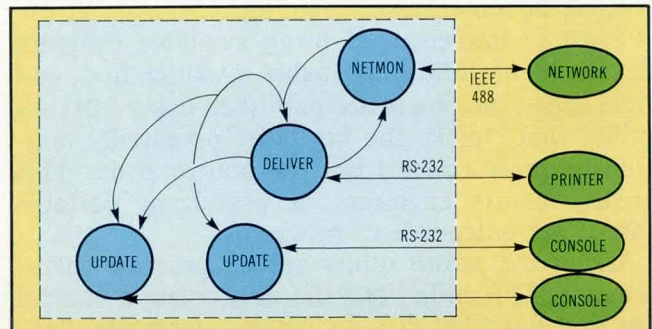 NETMON
IEEE
488
NETWORK
DELIVER
RS-232
PRINTER
UPDATE
UPDATE
RS-232
CONSOLE
CONSOLE